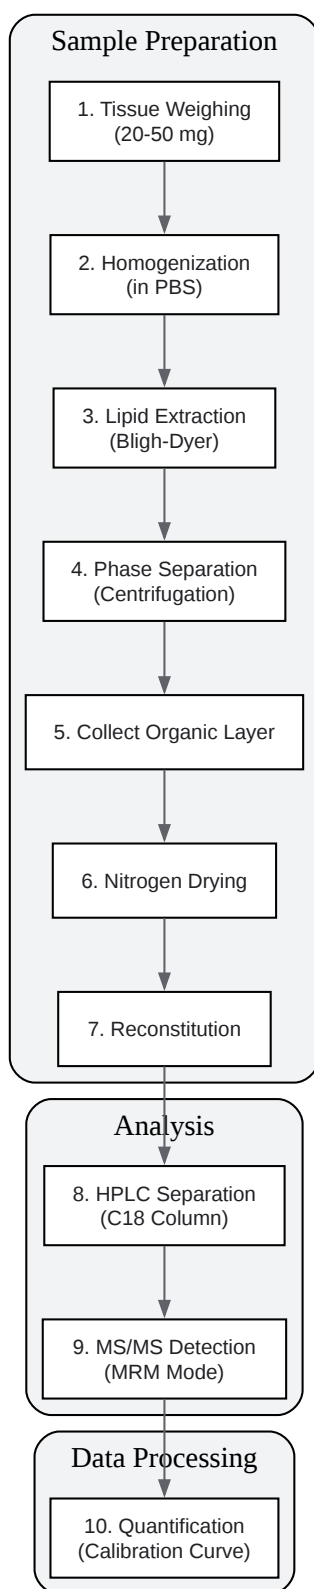 Sample Preparation
1. Tissue Weighing
(20-50 mg)
2. Homogenization
(in PBS)
3. Lipid Extraction
(Bligh-Dyer)
4. Phase Separation
(Centrifugation)
5. Collect Organic Layer
6. Nitrogen Drying
7. Reconstitution
Analysis
8. HPLC Separation
(C18 Column)
9. MS/MS Detection
(MRM Mode)
Data Processing
10. Quantification
(Calibration Curve)